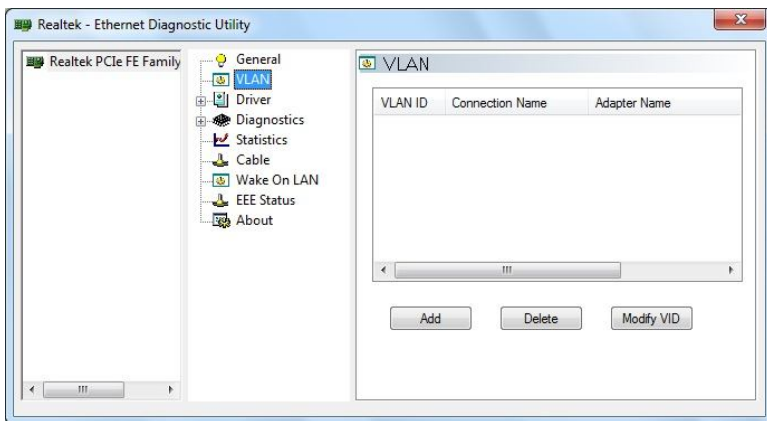 Realtek - Ethernet Diagnostic Utility
Realtek PCIe FE Family
General
VLAN
Driver
Diagnostics
Statistics
Cable
Wake On LAN
EEE Status
About
VLAN
VLAN ID Connection Name Adapter Name
Add Delete Modify VID